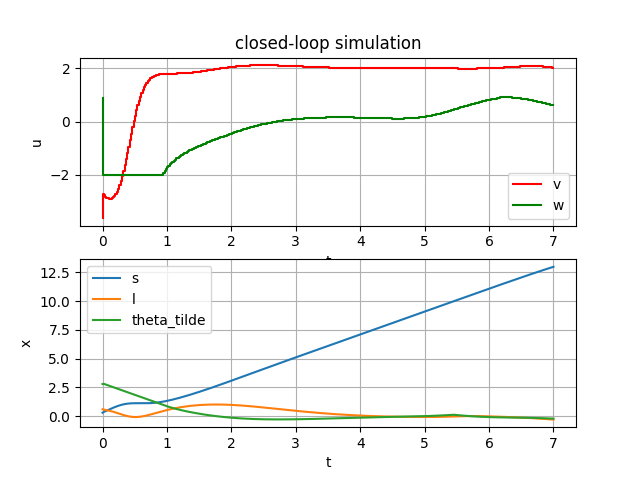 closed-loop simulation
u
2
0
−2
v
w
0 1 2 3 4 5 6 7
x
12.5
10.0
7.5
5.0
2.5
0.0
s
l
theta_tilde
0 1 2 3 4 5 6 7
t